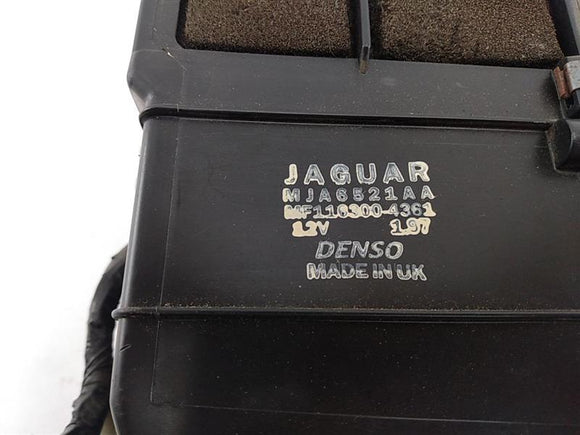 JAGUAR
MJA6521AA
MF116300-4361
12V 1.97
DENSO
MADE IN UK